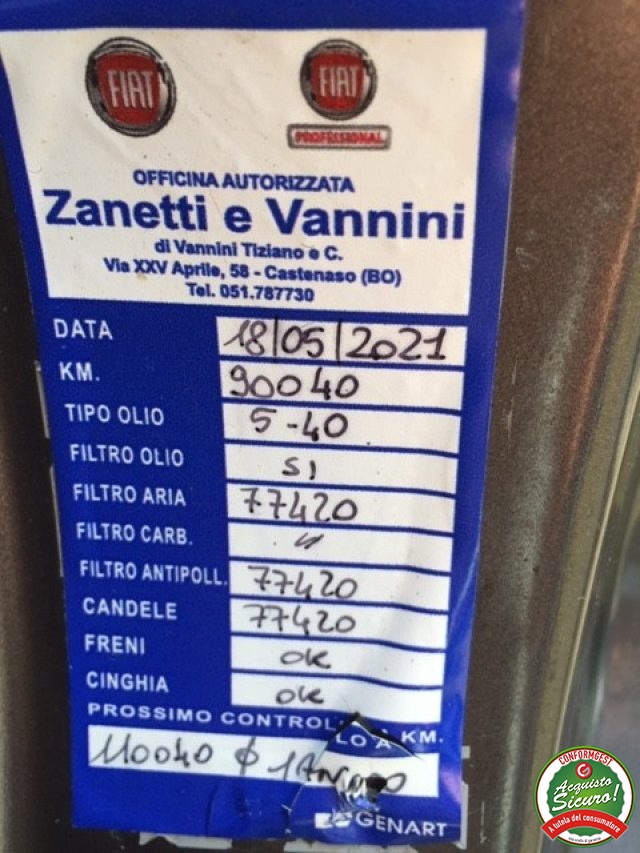 FIAT FIAT
PROFESSIONAL
OFFICINA AUTORIZZATA
Zanetti e Vannini
di Vannini Tiziano e C.
Via XXV Aprile, 58 - Castenaso (BO)
Tel. 051.787730
DATA 18/05/2021
KM. 90040
TIPO OLIO 5-40
FILTRO OLIO SI
FILTRO ARIA 77420
FILTRO CARB. "
FILTRO ANTIPOLL. 77420
CANDELE 77420
FRENI OK
CINGHIA OK
PROSSIMO CONTROLLO A KM.
110040 Ø 1
GENART
CONFORMGEST
Acquisto
Sicuro!
A tutela del consumatore